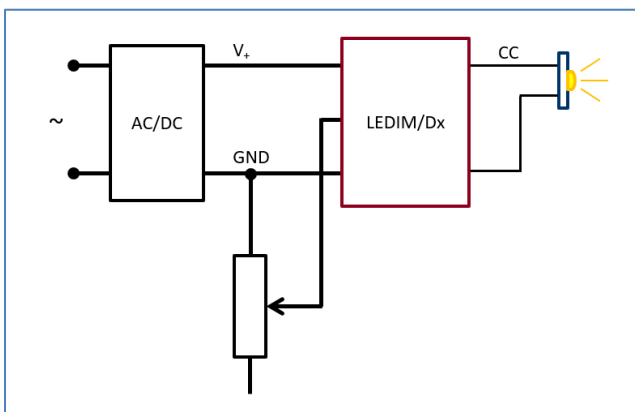 V+
CC
~
AC/DC
LEDIM/Dx
GND